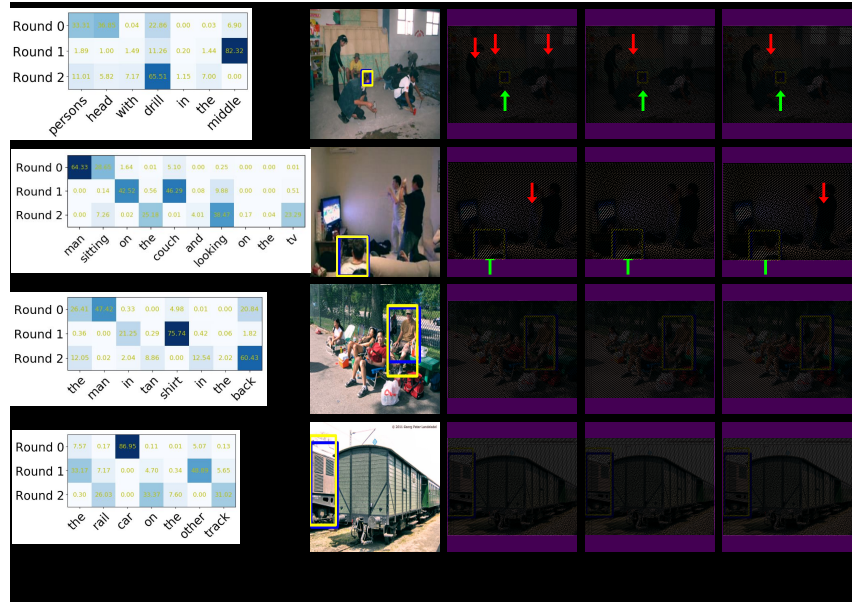 Round 0 0.04 22.86 0.00 0.03 6.90
Round 1 1.89 1.00 1.49 11.26 0.20 1.44 82.32
Round 2 11.01 5.82 7.17 65.51 1.15 7.00 0.00
persons head with drill in the middle
Round 0 64.33 1.64 0.01 5.10 0.00 0.25 0.00 0.00 0.01
Round 1 0.00 0.14 42.52 0.56 46.29 0.08 0.00 0.00 0.51
Round 2 0.00 7.26 0.02 0.01 4.01 0.17 0.04
man sitting on the couch and looking on the tv
Round 0 26.41 47.42 0.33 0.00 4.98 0.01 0.00 20.84
Round 1 0.36 0.00 21.25 0.29 75.74 0.42 0.06 1.82
Round 2 12.05 0.02 2.04 8.86 0.00 12.54 2.02 60.43
the man in tan shirt in the back
Round 0 7.57 0.17 86.95 0.11 0.01 5.07 0.13
Round 1 7.17 0.00 4.70 0.34 5.65
Round 2 0.30 0.00 7.60 0.00
the rail car on the other track